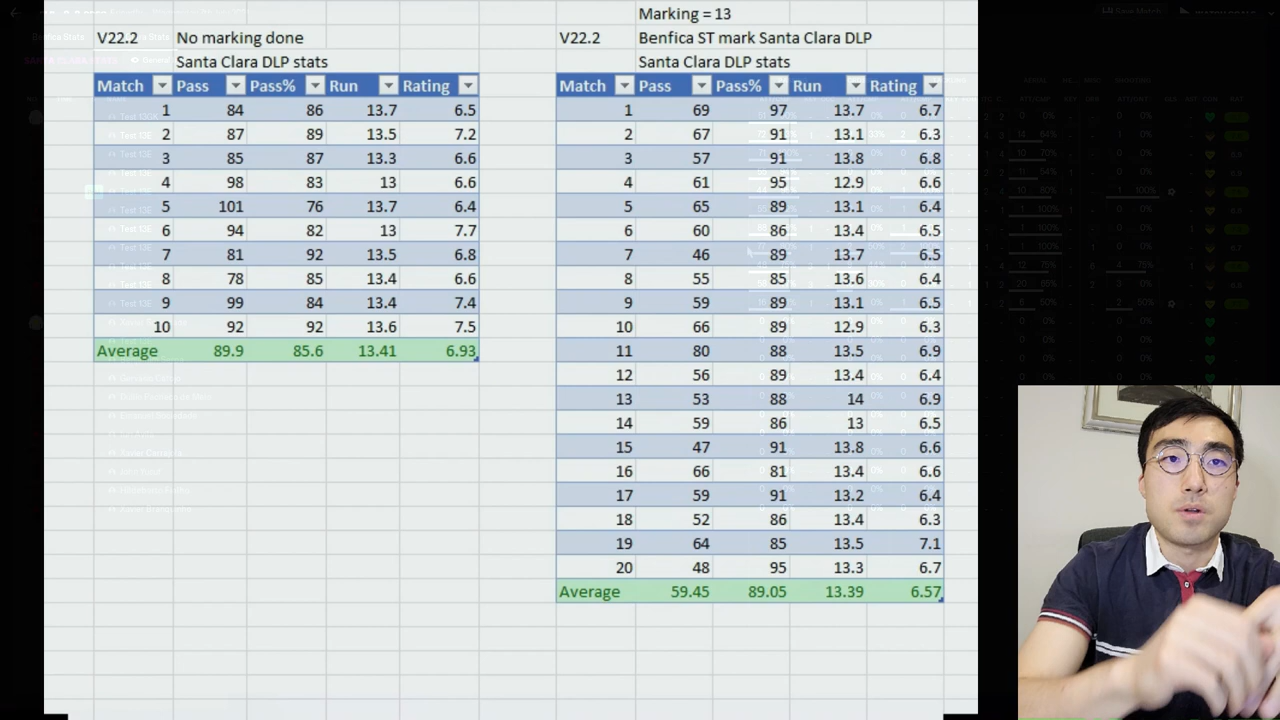 Marking = 13
V22.2 No marking done
V22.2 Benfica ST mark Santa Clara DLP
Santa Clara DLP stats
Santa Clara DLP stats
Match Pass Pass% Run Rating
1 84 86 13.7 6.5
2 87 89 13.5 7.2
3 85 87 13.3 6.6
4 98 83 13 6.6
5 101 76 13.7 6.4
6 94 82 13 7.7
7 81 92 13.5 6.8
8 78 85 13.4 6.6
9 99 84 13.4 7.4
10 92 92 13.6 7.5
Average 89.9 85.6 13.41 6.93
Match Pass Pass% Run Rating
1 69 97 13.7 6.7
2 67 91 13.1 6.3
3 57 91 13.8 6.8
4 61 95 12.9 6.6
5 65 89 13.1 6.4
6 60 86 13.4 6.5
7 46 89 13.7 6.5
8 55 85 13.6 6.4
9 59 89 13.1 6.5
10 66 89 12.9 6.3
11 80 88 13.5 6.9
12 56 89 13.4 6.4
13 53 88 14 6.9
14 59 86 13 6.5
15 47 91 13.8 6.6
16 66 81 13.4 6.6
17 59 91 13.2 6.4
18 52 86 13.4 6.3
19 64 85 13.5 7.1
20 48 95 13.3 6.7
Average 59.45 89.05 13.39 6.57